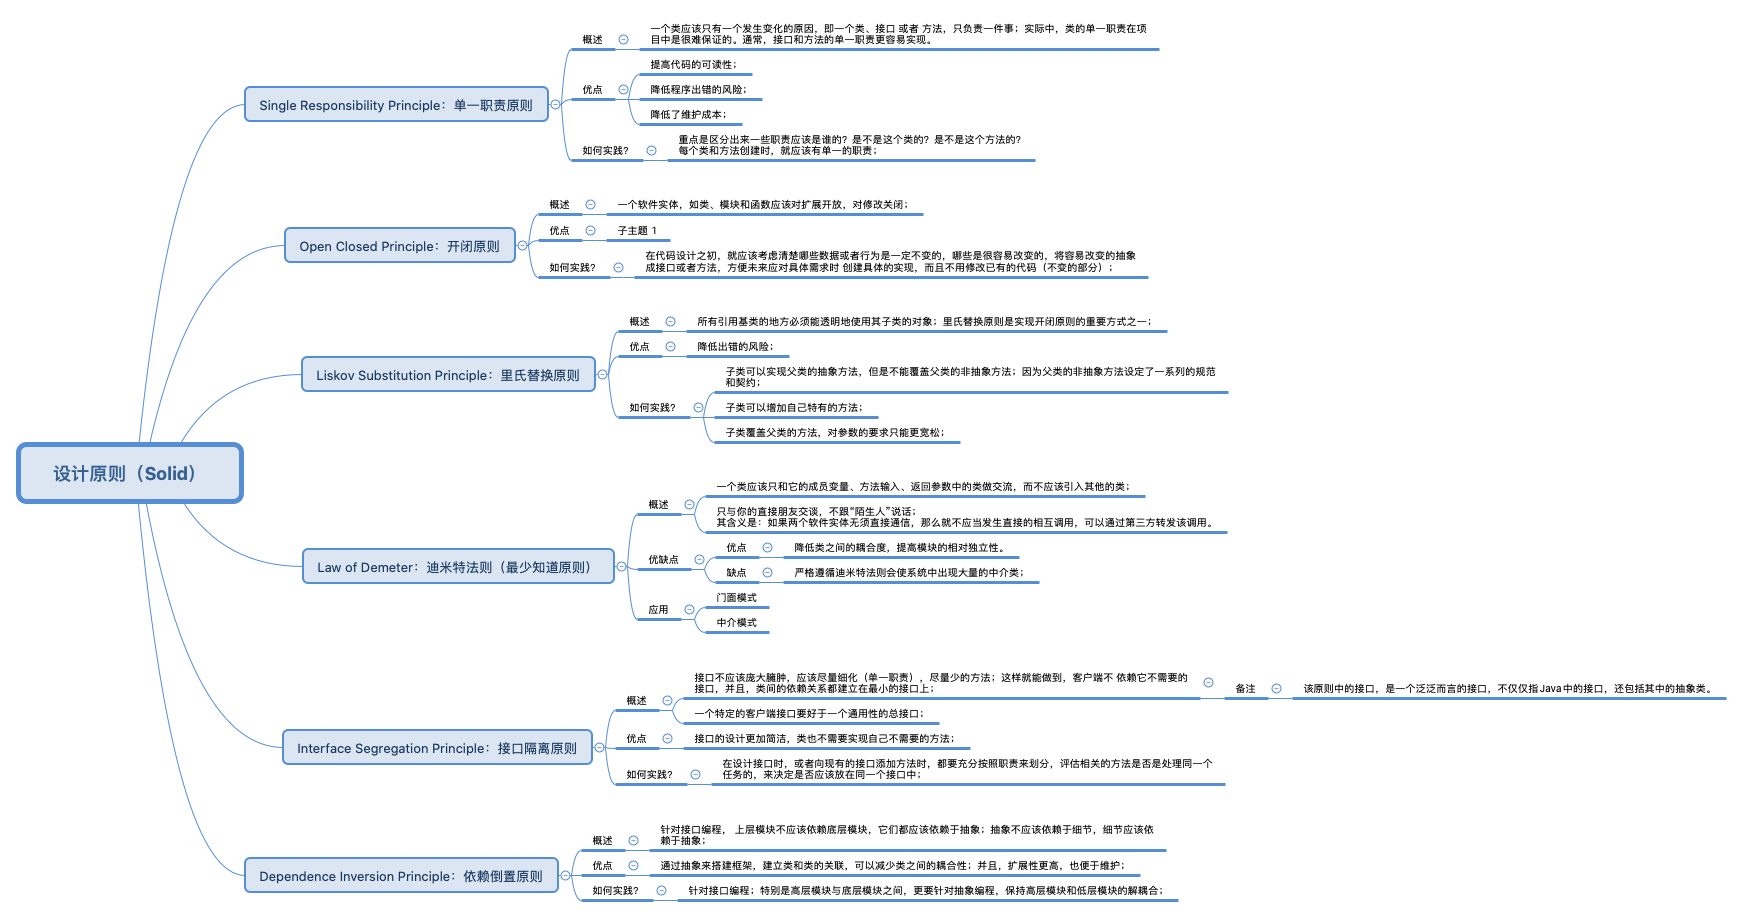 设计原则（Solid）
Single Responsibility Principle：单一职责原则
概述
一个类应该只有一个发生变化的原因，即一个类、接口 或者 方法，只负责一件事；实际中，类的单一职责在项
目中是很难保证的。通常，接口和方法的单一职责更容易实现。
优点
提高代码的可读性；
降低程序出错的风险；
降低了维护成本；
如何实践？
重点是区分出来一些职责应该是谁的？是不是这个类的？是不是这个方法的？
每个类和方法创建时，就应该有单一的职责；
Open Closed Principle：开闭原则
概述
一个软件实体，如类、模块和函数应该对扩展开放，对修改关闭；
优点
子主题 1
如何实践？
在代码设计之初，就应该考虑清楚哪些数据或者行为是一定不变的，哪些是很容易改变的，将容易改变的抽象
成接口或者方法，方便未来应对具体需求时 创建具体的实现，而且不用修改已有的代码（不变的部分）；
Liskov Substitution Principle：里氏替换原则
概述
所有引用基类的地方必须能透明地使用其子类的对象；里氏替换原则是实现开闭原则的重要方式之一；
优点
降低出错的风险；
如何实践？
子类可以实现父类的抽象方法，但是不能覆盖父类的非抽象方法；因为父类的非抽象方法设定了一系列的规范
和契约；
子类可以增加自己特有的方法；
子类覆盖父类的方法，对参数的要求只能更宽松；
Law of Demeter：迪米特法则（最少知道原则）
概述
一个类应该只和它的成员变量、方法输入、返回参数中的类做交流，而不应该引入其他的类；
只与你的直接朋友交谈，不跟“陌生人”说话；
其含义是：如果两个软件实体无须直接通信，那么就不应当发生直接的相互调用，可以通过第三方转发该调用。
优缺点
优点
降低类之间的耦合度，提高模块的相对独立性。
缺点
严格遵循迪米特法则会使系统中出现大量的中介类；
应用
门面模式
中介模式
Interface Segregation Principle：接口隔离原则
概述
接口不应该庞大臃肿，应该尽量细化（单一职责），尽量少的方法；这样就能做到，客户端不 依赖它不需要的
接口，并且，类间的依赖关系都建立在最小的接口上；
备注
该原则中的接口，是一个泛泛而言的接口，不仅仅指Java中的接口，还包括其中的抽象类。
一个特定的客户端接口要好于一个通用性的总接口；
优点
接口的设计更加简洁，类也不需要实现自己不需要的方法；
如何实践？
在设计接口时，或者向现有的接口添加方法时，都要充分按照职责来划分，评估相关的方法是否是处理同一个
任务的，来决定是否应该放在同一个接口中；
Dependence Inversion Principle：依赖倒置原则
概述
针对接口编程， 上层模块不应该依赖底层模块，它们都应该依赖于抽象；抽象不应该依赖于细节，细节应该依
赖于抽象；
优点
通过抽象来搭建框架，建立类和类的关联，可以减少类之间的耦合性；并且，扩展性更高，也便于维护；
如何实践？
针对接口编程；特别是高层模块与底层模块之间，更要针对抽象编程，保持高层模块和低层模块的解耦合；